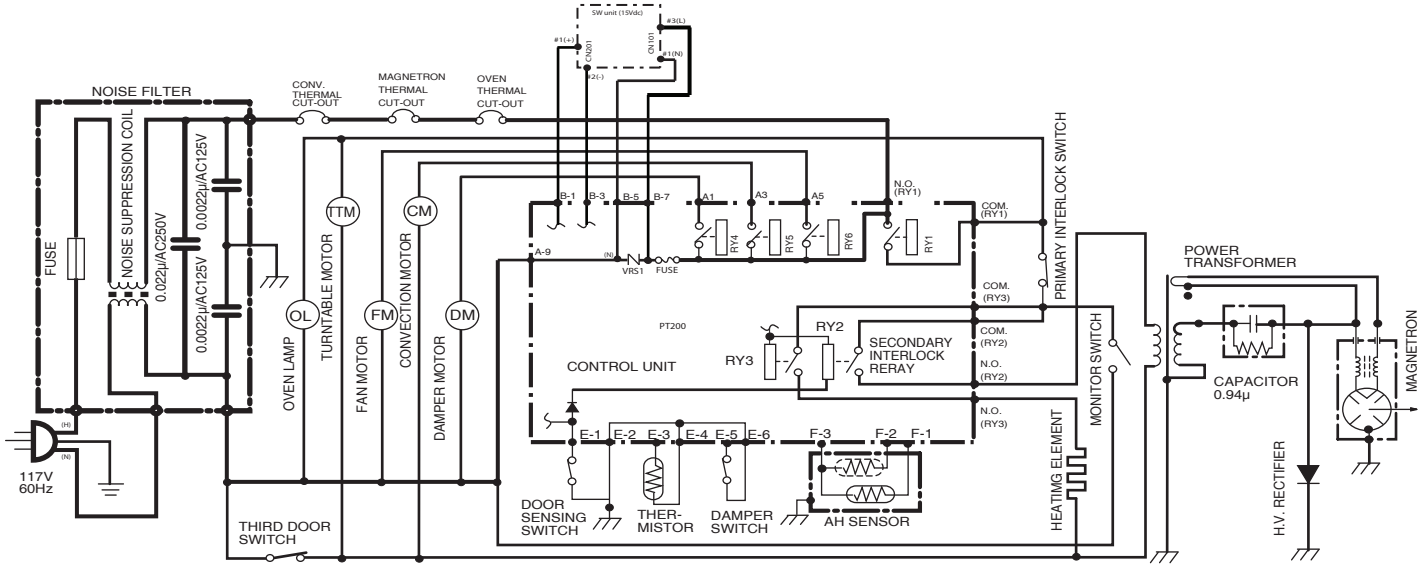 SW unit (15Vdc)
#3(L)
#1(+)
CN201
CN101
#1(N)
#2(-)
NOISE FILTER
CONV.
THERMAL
CUT-OUT
MAGNETRON
THERMAL
CUT-OUT
OVEN
THERMAL
CUT-OUT
FUSE
NOISE SUPPRESSION COIL
0.022µ/AC250V
0.0022µ/AC125V
0.0022µ/AC125V
TTM
CM
OL
FM
DM
OVEN LAMP
TURNTABLE MOTOR
FAN MOTOR
CONVECTION MOTOR
DAMPER MOTOR
B-1
B-3
B-5
B-7
A1
A3
A5
N.O.
(RY1)
COM.
(RY1)
RY4
RY5
RY6
RY1
A-9
(N)
VRS1
FUSE
PT200
CONTROL UNIT
RY3
RY2
SECONDARY
INTERLOCK
RERAY
COM.
(RY3)
COM.
(RY2)
N.O.
(RY2)
N.O.
(RY3)
PRIMARY INTERLOCK SWITCH
MONITOR SWITCH
POWER
TRANSFORMER
CAPACITOR
0.94µ
MAGNETRON
H.V. RECTIFIER
HEATIMG ELEMENT
E-1
E-2
E-3
E-4
E-5
E-6
F-3
F-2
F-1
DOOR
SENSING
SWITCH
THER-
MISTOR
DAMPER
SWITCH
AH SENSOR
(H)
(N)
117V
60Hz
THIRD DOOR
SWITCH